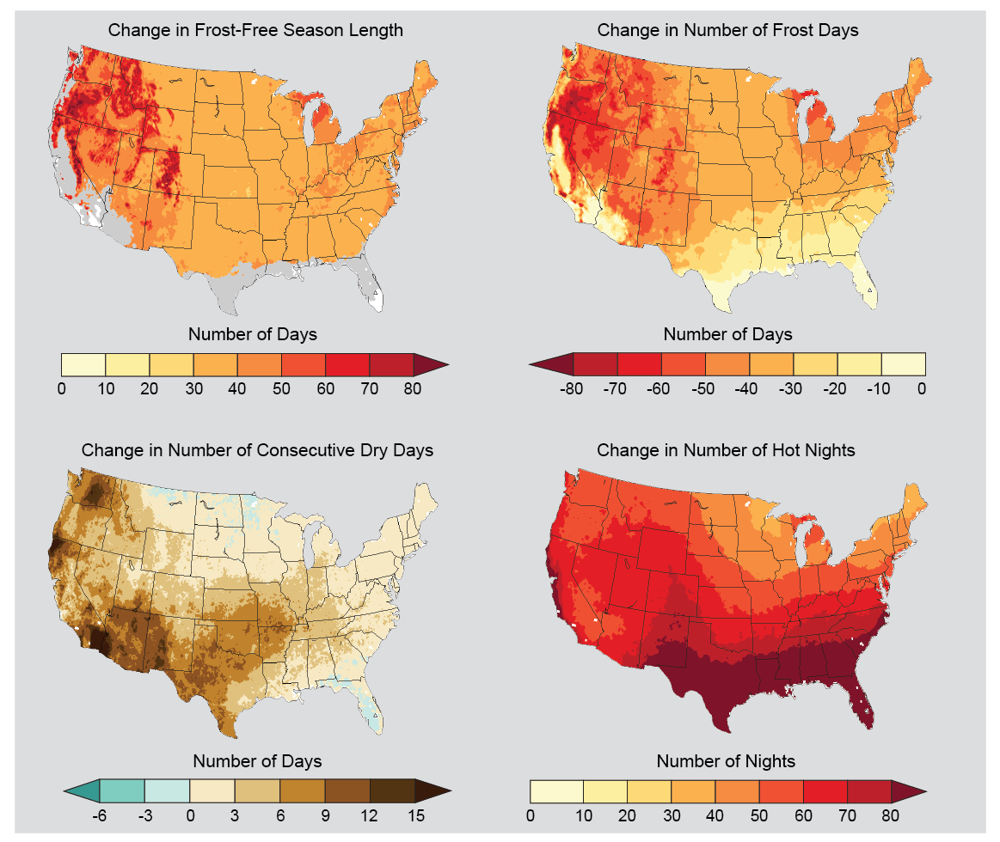 Change in Frost-Free Season Length
Change in Number of Frost Days
Number of Days
0 10 20 30 40 50 60 70 80
Number of Days
-80 -70 -60 -50 -40 -30 -20 -10 0
Change in Number of Consecutive Dry Days
Change in Number of Hot Nights
Number of Days
-6 -3 0 3 6 9 12 15
Number of Nights
0 10 20 30 40 50 60 70 80